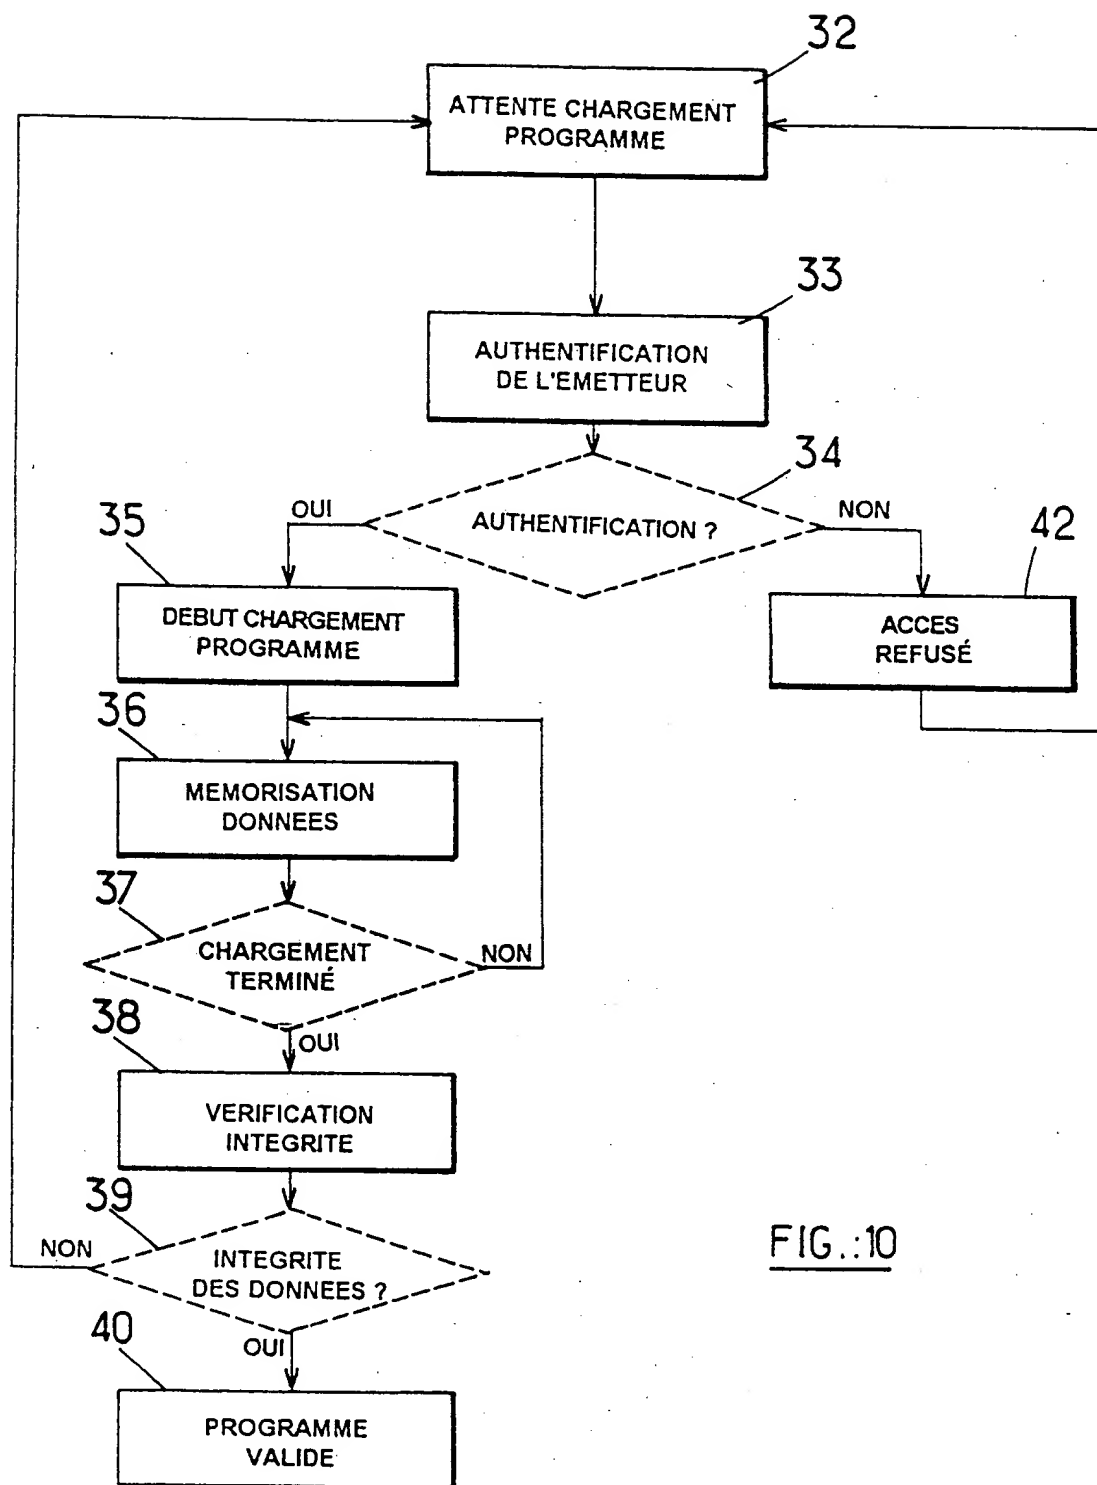 32
ATTENTE CHARGEMENT
PROGRAMME
33
AUTHENTIFICATION
DE L'EMETTEUR
34
OUI
AUTHENTIFICATION ?
NON
35
42
DEBUT CHARGEMENT
PROGRAMME
ACCES
REFUSÉ
36
MEMORISATION
DONNEES
37
CHARGEMENT
TERMINÉ
NON
38
OUI
VERIFICATION
INTEGRITE
39
NON
INTEGRITE
DES DONNEES ?
FIG.:10
40
OUI
PROGRAMME
VALIDE